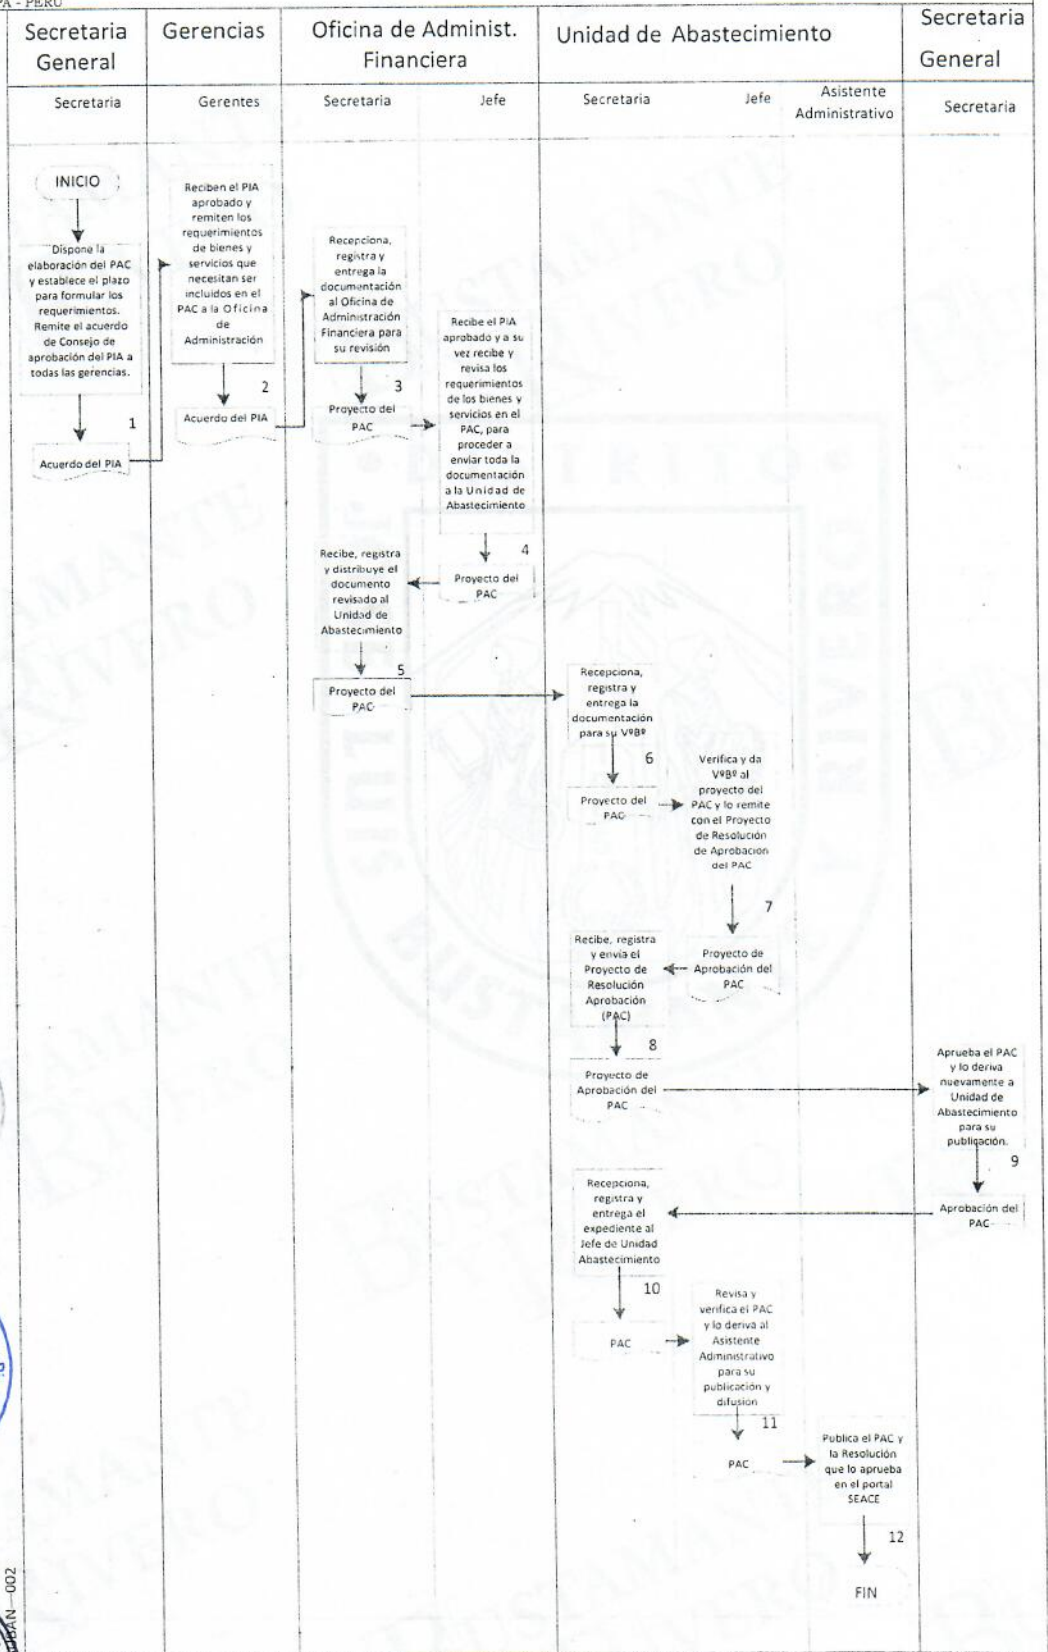 PA - PERU
Secretaria
General
Gerencias
Oficina de Administ.
Financiera
Unidad de Abastecimiento
Secretaria
General
Secretaria
Gerentes
Secretaria
Jefe
Secretaria
Jefe
Asistente
Administrativo
Secretaria
INICIO
Dispone la
elaboración del PAC
y establece el plazo
para formular los
requerimientos.
Remite el acuerdo
de Consejo de
aprobación del PIA a
todas las gerencias.
1
Acuerdo del PIA
Reciben el PIA
aprobado y
remiten los
requerimientos
de bienes y
servicios que
necesitan ser
incluidos en el
PAC a la Oficina
de
Administración
2
Acuerdo del PIA
Recepciona,
registra y
entrega la
documentación
al Oficina de
Administración
Financiera para
su revisión
3
Proyecto del
PAC
Recibe el PIA
aprobado y a su
vez recibe y
revisa los
requerimientos
de los bienes y
servicios en el
PAC, para
proceder a
enviar toda la
documentación
a la Unidad de
Abastecimiento
4
Proyecto del
PAC
Recibe, registra
y distribuye el
documento
revisado al
Unidad de
Abastecimiento
5
Proyecto del
PAC
Recepciona,
registra y
entrega la
documentación
para su VºBº
6
Proyecto del
PAC
Verifica y da
VºBº al
proyecto del
PAC y lo remite
con el Proyecto
de Resolución
de Aprobación
del PAC
7
Proyecto de
Aprobación del
PAC
Recibe, registra
y envia el
Proyecto de
Resolución
Aprobación
(PAC)
8
Proyecto de
Aprobación del
PAC
Aprueba el PAC
y lo deriva
nuevamente a
Unidad de
Abastecimiento
para su
publicación.
9
Aprobación del
PAC
Recepciona,
registra y
entrega el
expediente al
Jefe de Unidad
Abastecimiento
10
PAC
Revisa y
verifica el PAC
y lo deriva al
Asistente
Administrativo
para su
publicación y
difusión
11
PAC
Publica el PAC y
la Resolución
que lo aprueba
en el portal
SEACE
12
FIN
DISTRITO
JOSE LUIS BUSTAMANTE Y RIVERO